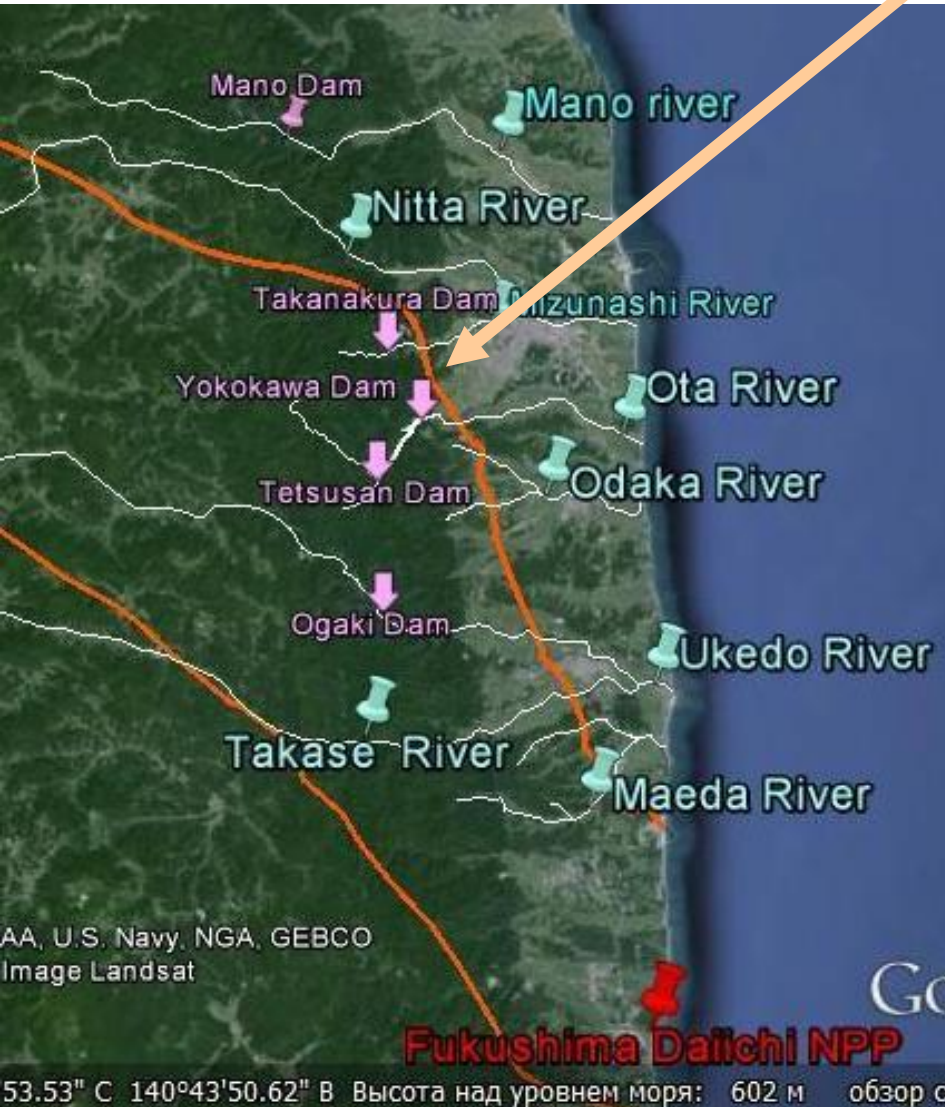 Mano Dam
Mano river
Nitta River
Takanakura Dam
Mizunashi River
Yokokawa Dam
Ota River
Tetsusan Dam
Odaka River
Ogaki Dam
Ukedo River
Takase River
Maeda River
AA, U.S. Navy, NGA, GEBCO
Image Landsat
Go
Fukushima Daiichi NPP
'53.53" С 140°43'50.62" В Высота над уровнем моря: 602 м обзор с